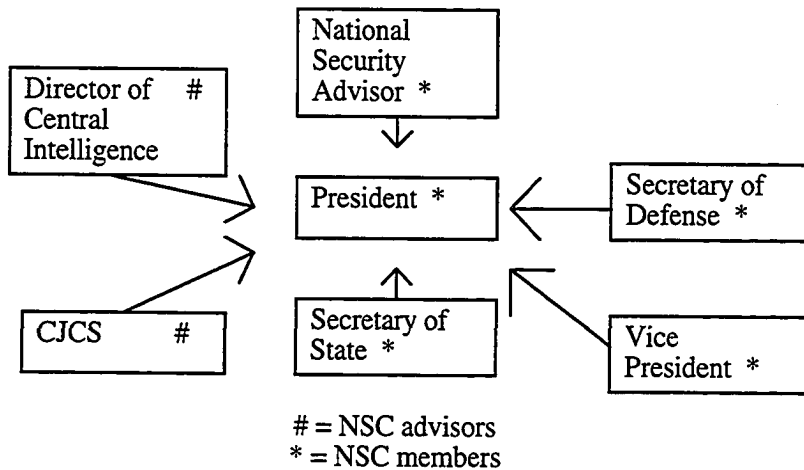 National
Security
Advisor *
Director of #
Central
Intelligence
President *
Secretary of
Defense *
CJCS #
Secretary of
State *
Vice
President *
# = NSC advisors
* = NSC members